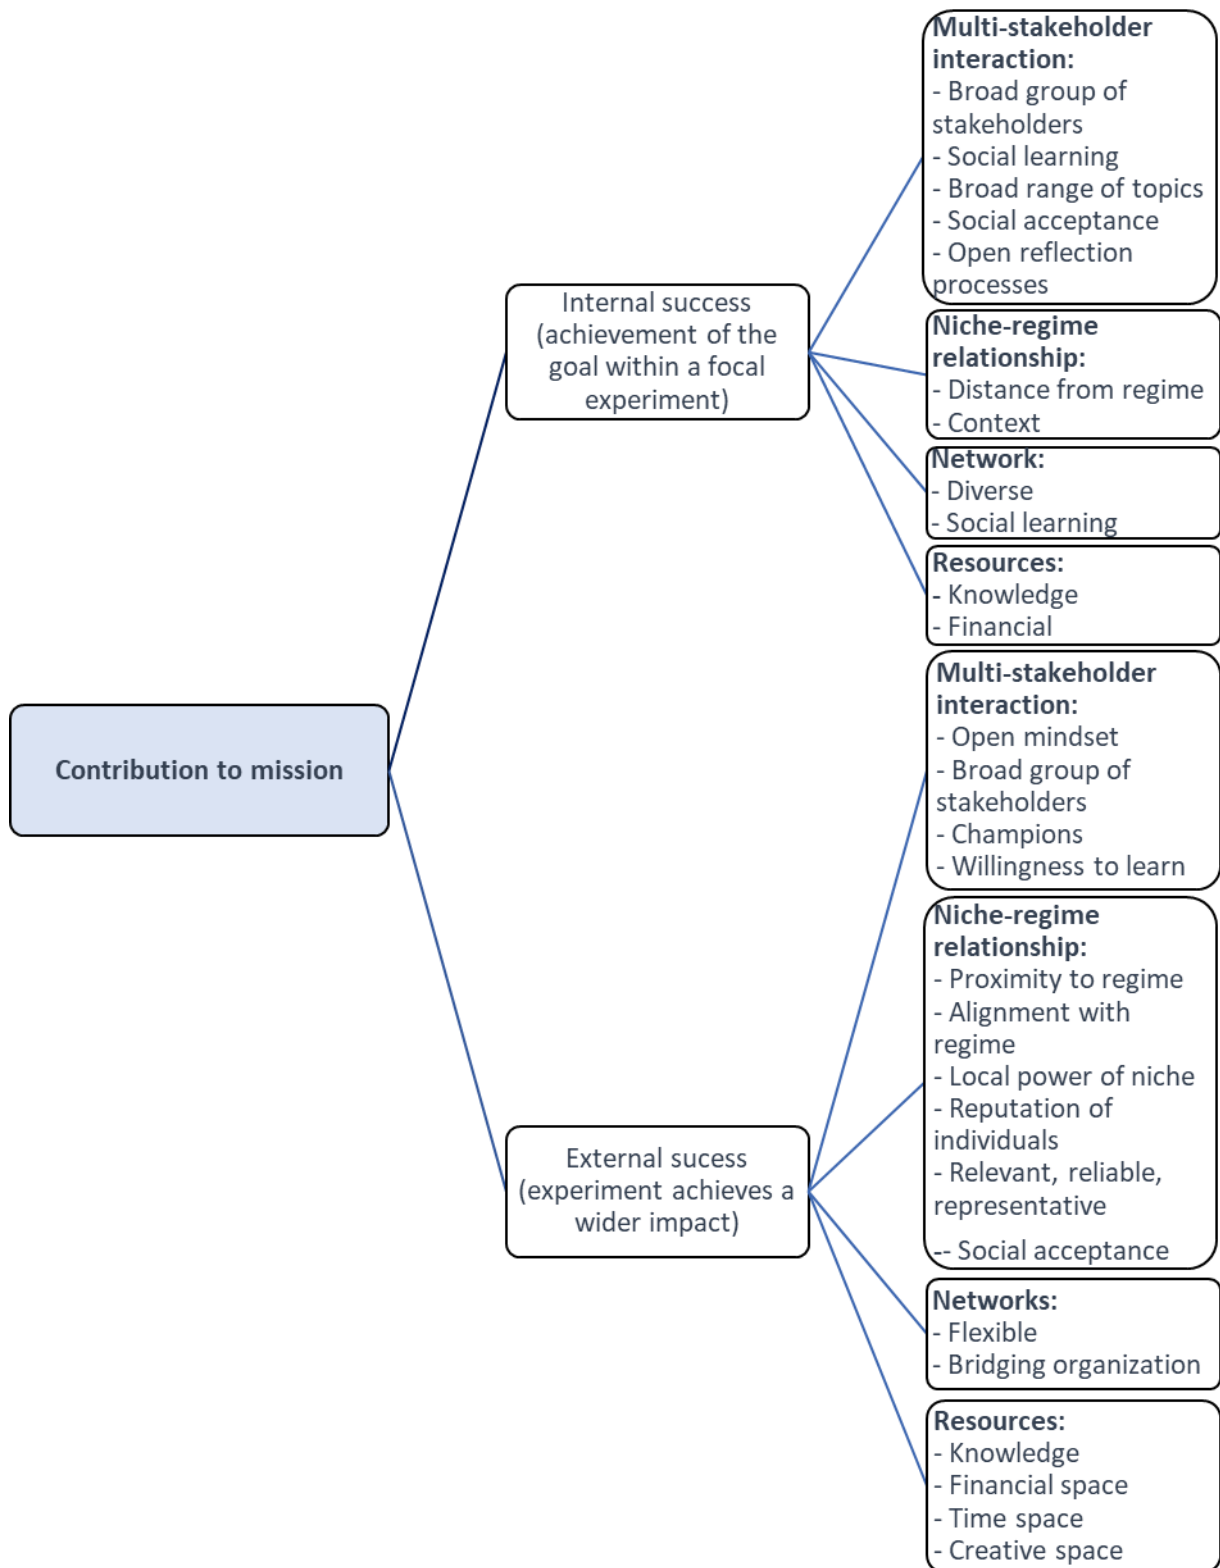 Multi-stakeholder
interaction:
- Broad group of
stakeholders
- Social learning
- Broad range of topics
- Social acceptance
- Open reflection
processes
Internal success
(achievement of the
goal within a focal
experiment)
Niche-regime
relationship:
- Distance from regime
- Context
Network:
- Diverse
- Social learning
Resources:
- Knowledge
- Financial
Contribution to mission
Multi-stakeholder
interaction:
- Open mindset
- Broad group of
stakeholders
- Champions
- Willingness to learn
Niche-regime
relationship:
- Proximity to regime
- Alignment with
regime
- Local power of niche
- Reputation of
individuals
- Relevant, reliable,
representative
-- Social acceptance
External sucess
(experiment achieves a
wider impact)
Networks:
- Flexible
- Bridging organization
Resources:
- Knowledge
- Financial space
- Time space
- Creative space